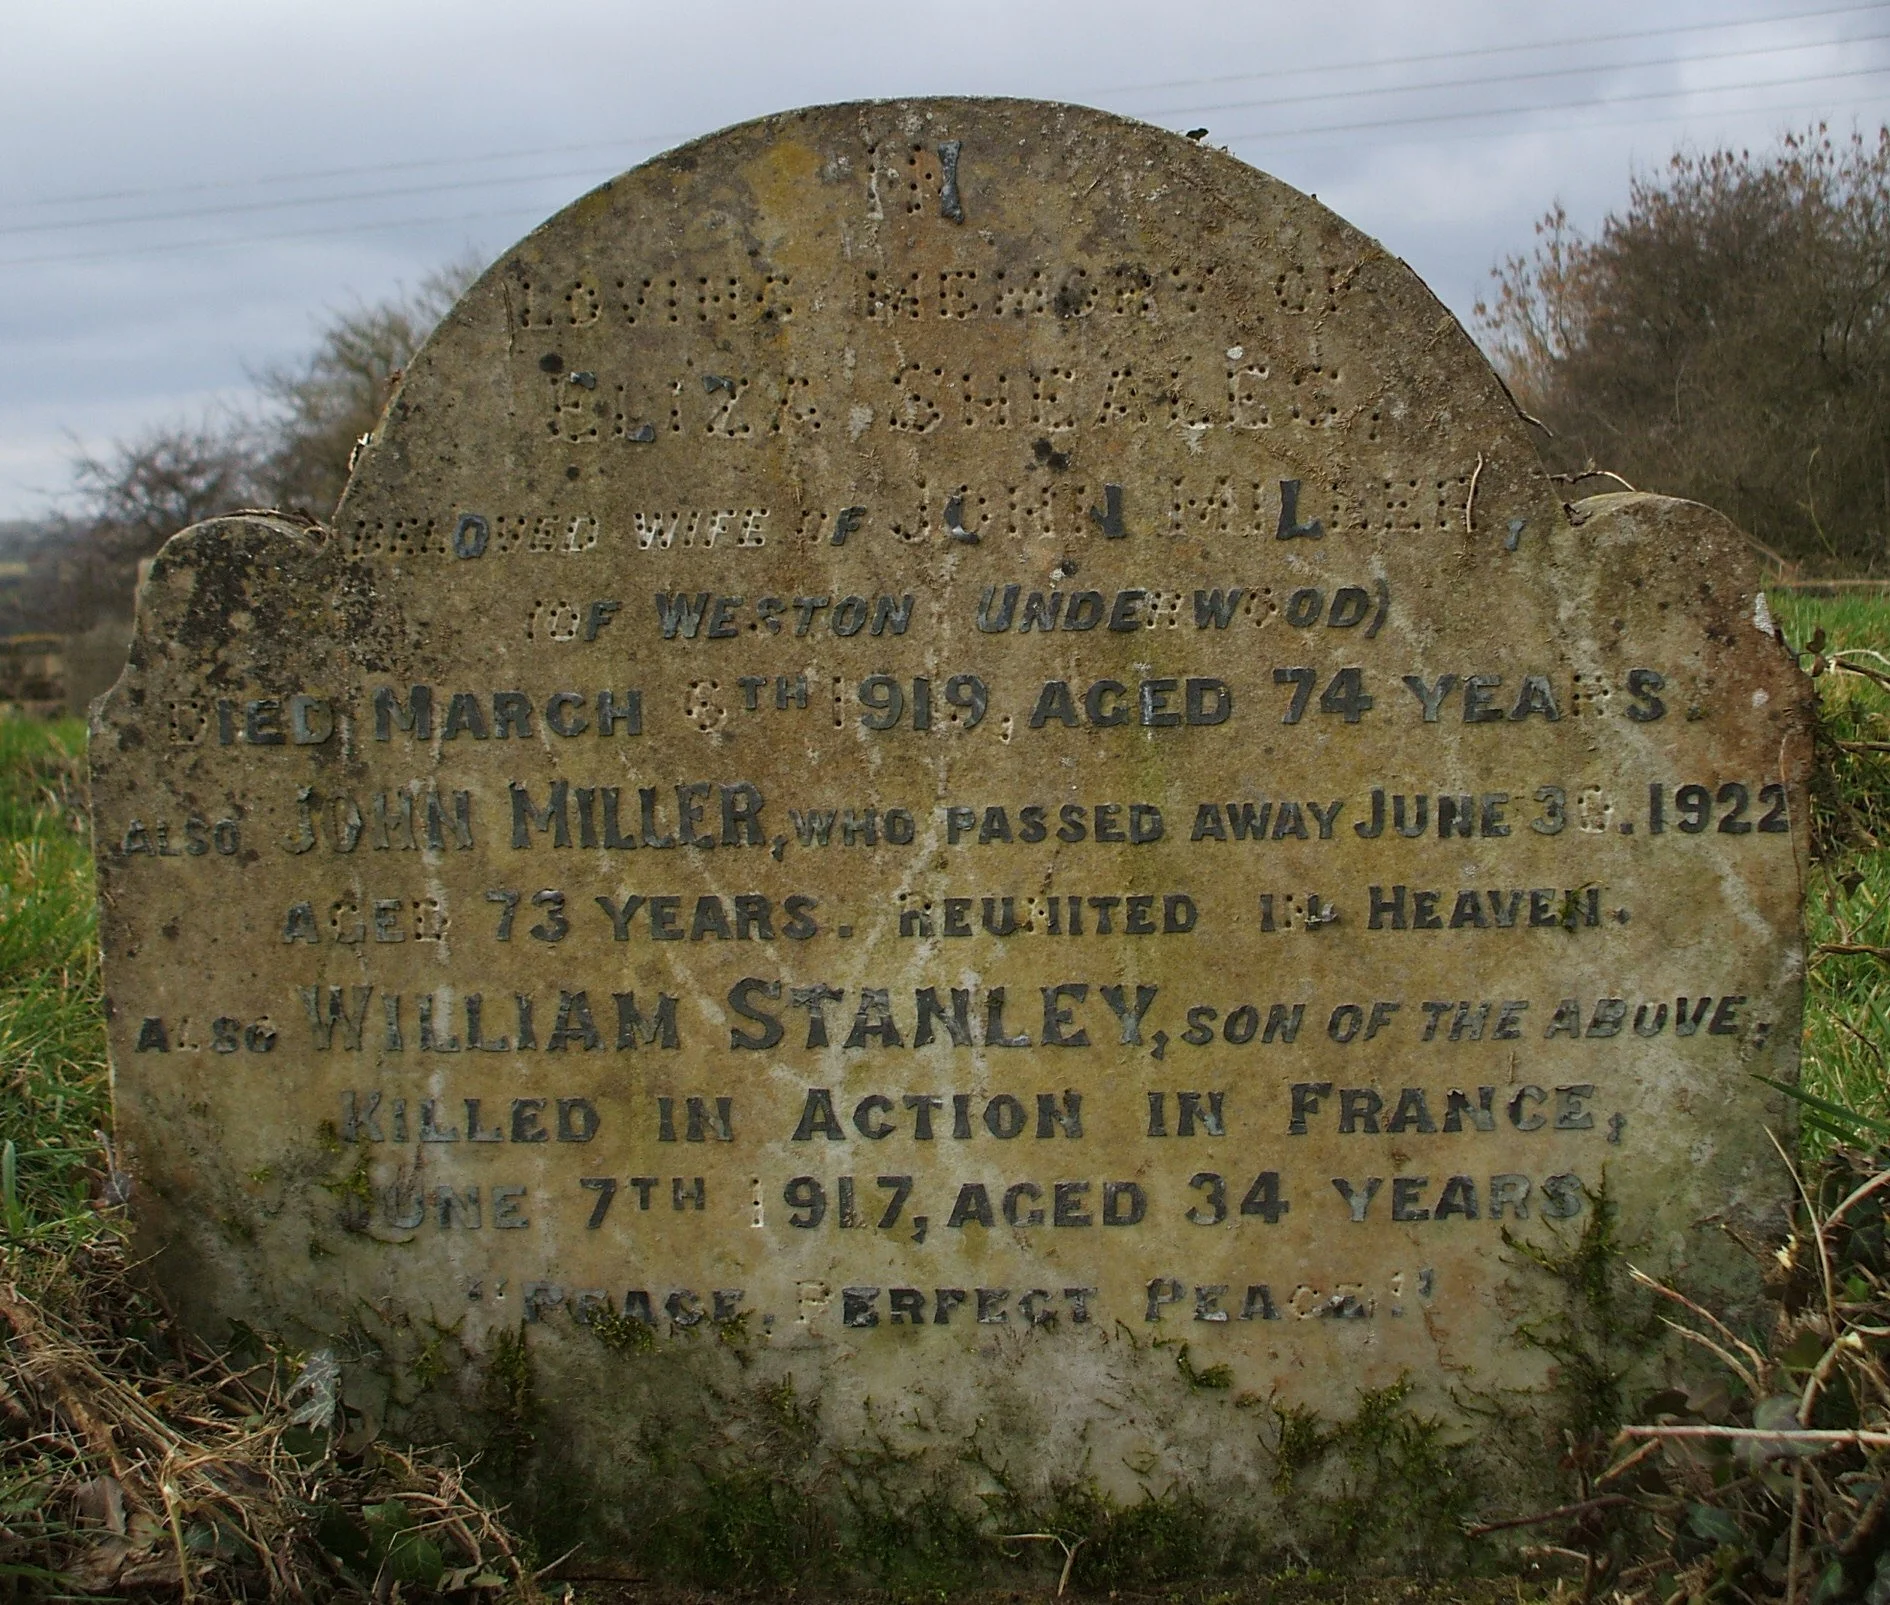 IN
LOVING MEMORY OF
ELIZA SHEALES,
BELOVED WIFE OF JOHN MILLER,
(OF WESTON UNDERWOOD)
DIED MARCH 6TH 1919, AGED 74 YEARS.
ALSO JOHN MILLER, WHO PASSED AWAY JUNE 30. 1922
AGED 73 YEARS. REUNITED IN HEAVEN.
ALSO WILLIAM STANLEY, SON OF THE ABOVE,
KILLED IN ACTION IN FRANCE,
JUNE 7TH 1917, AGED 34 YEARS.
"PEACE, PERFECT PEACE!"